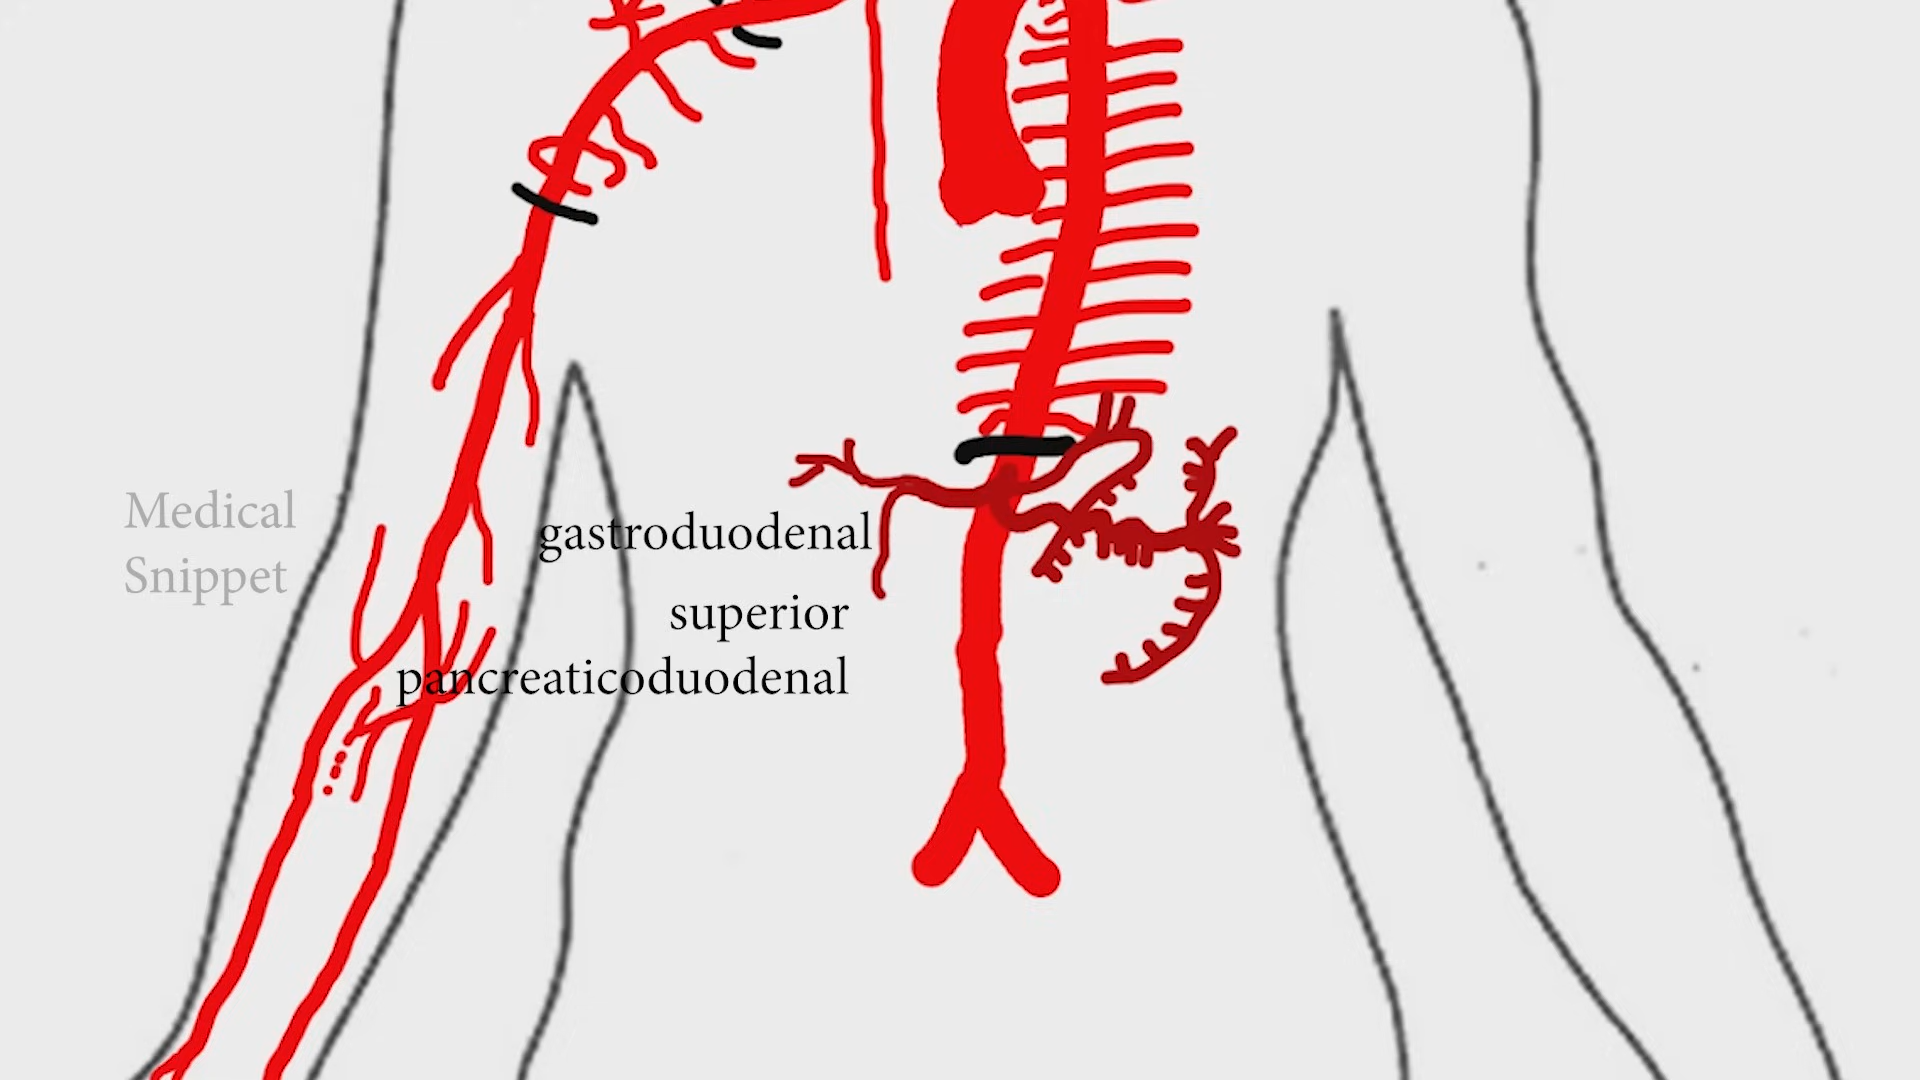 Medical
Snippet
gastroduodenal
superior
pancreaticoduodenal